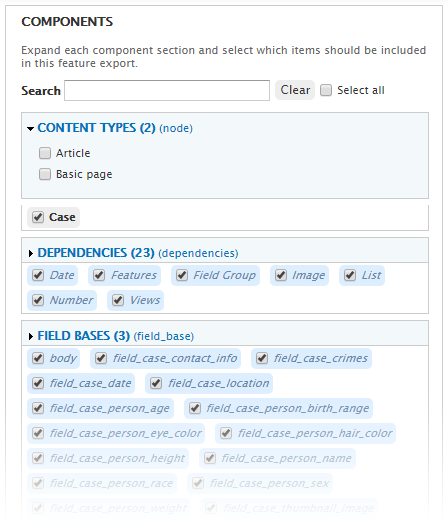 COMPONENTS
Expand each component section and select which items should be included
in this feature export.
Search Clear Select all
CONTENT TYPES (2) (node)
Article
Basic page
Case
DEPENDENCIES (23) (dependencies)
Date Features Field Group Image List
Number Views
FIELD BASES (3) (field_base)
body field_case_contact_info field_case_crimes
field_case_date field_case_location
field_case_person_age field_case_person_birth_range
field_case_person_eye_color field_case_person_hair_color
field_case_person_height field_case_person_name
field_case_person_race field_case_person_sex
field_case_person_weight field_case_thumbnail_image